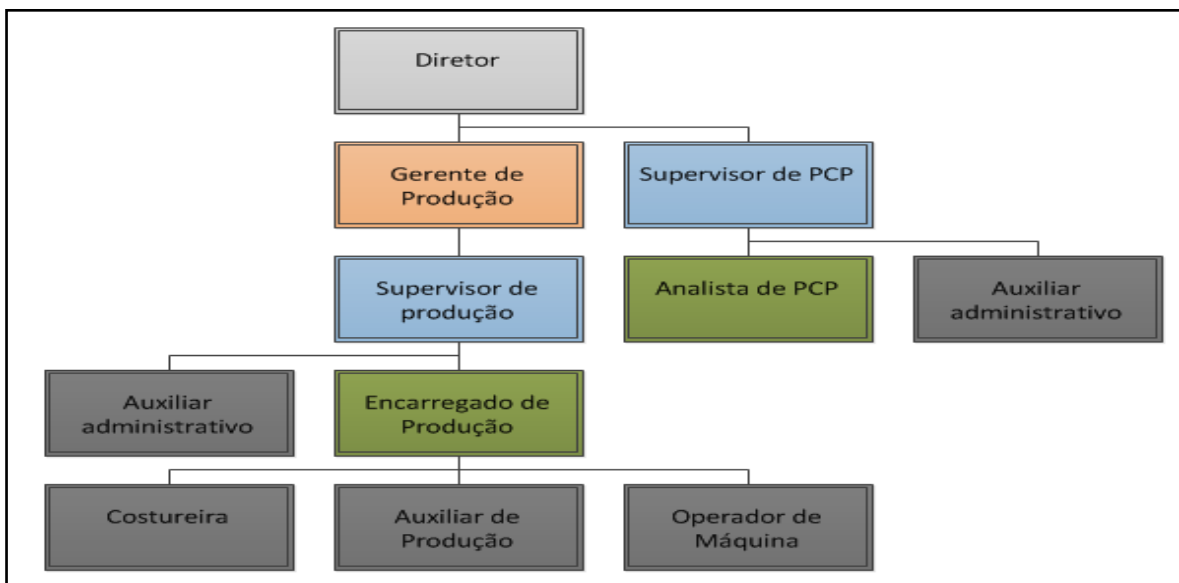 Diretor
Gerente de
Produção
Supervisor de PCP
Supervisor de
produção
Analista de PCP
Auxiliar
administrativo
Auxiliar
administrativo
Encarregado de
Produção
Costureira
Auxiliar de
Produção
Operador de
Máquina